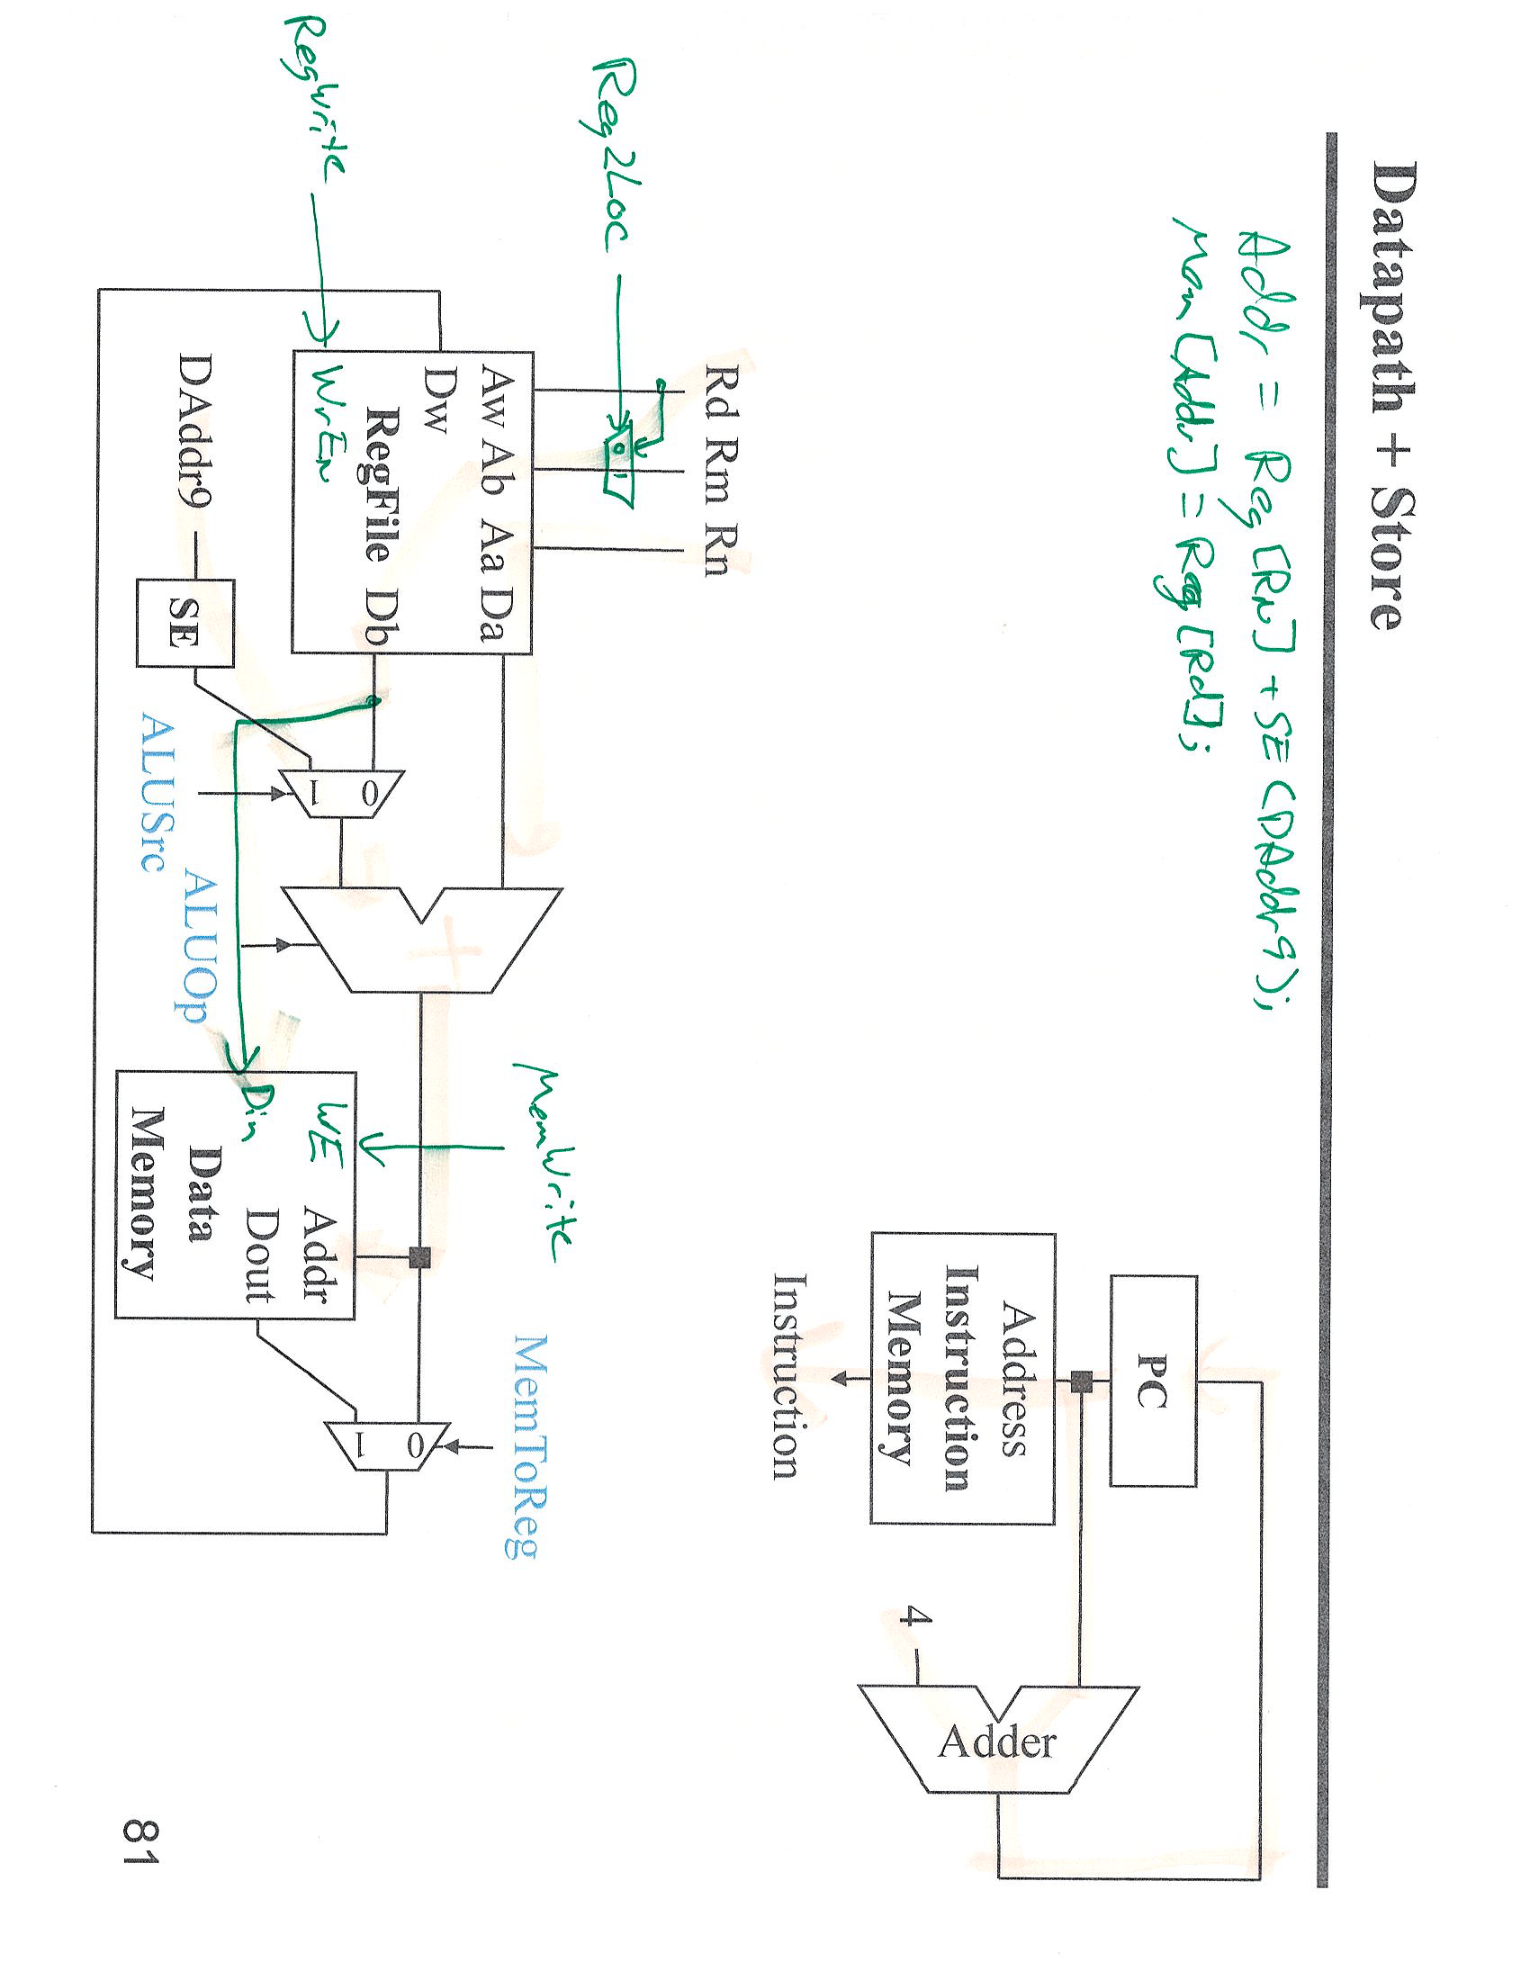 Datapath + Store
Addr = Reg[Rn] + SE(DAddr9);
Mem[Addr] = Reg[Rd];
PC
Address
Instruction
Memory
Instruction
4
Adder
Reg2Loc
Rd Rm Rn
0 1
RegWrite
Aw Ab Aa Da
Dw
RegFile Db
WrEn
DAddr9
SE
0
1
ALUSrc
ALUOp
MemWrite
WE
Addr
Din
Dout
Data
Memory
MemToReg
0
1
81